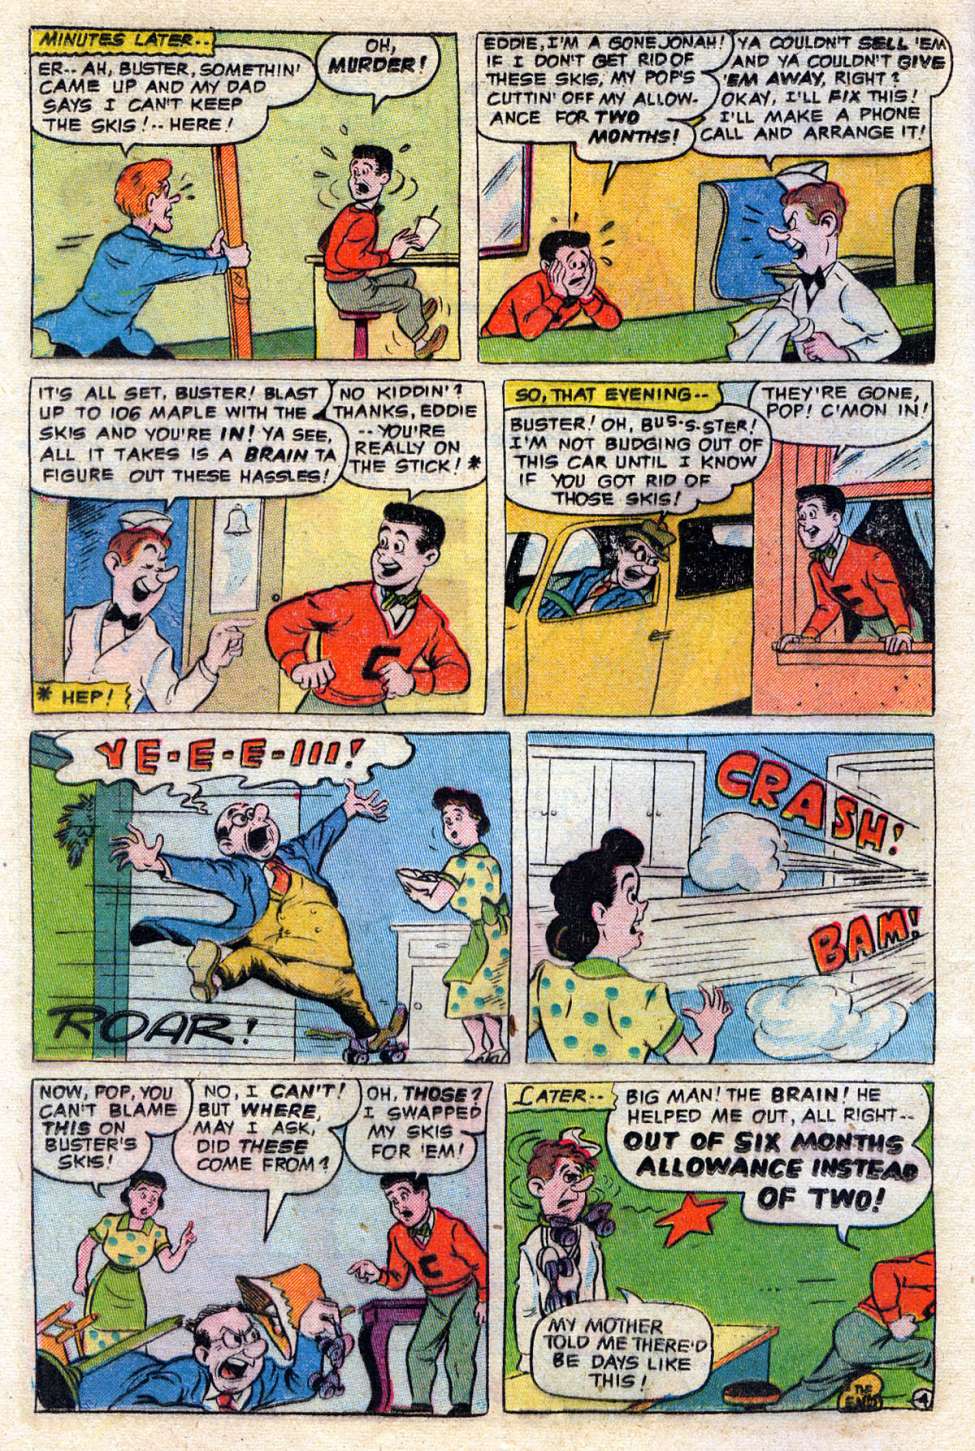 MINUTES LATER--
ER-- AH, BUSTER, SOMETHIN'
CAME UP AND MY DAD
SAYS I CAN'T KEEP
THE SKIS!-- HERE!
OH,
MURDER!
EDDIE, I'M A GONE JONAH!
IF I DON'T GET RID OF
THESE SKIS, MY POP'S
CUTTIN' OFF MY ALLOW-
ANCE FOR TWO
MONTHS!
YA COULDN'T SELL 'EM
AND YA COULDN'T GIVE
'EM AWAY, RIGHT?
OKAY, I'LL FIX THIS!
I'LL MAKE A PHONE
CALL AND ARRANGE IT!
IT'S ALL SET, BUSTER! BLAST
UP TO 106 MAPLE WITH THE
SKIS AND YOU'RE IN! YA SEE,
ALL IT TAKES IS A BRAIN TA
FIGURE OUT THESE HASSLES!
NO KIDDIN'?
THANKS, EDDIE
--YOU'RE
REALLY ON
THE STICK! *
* HEP!
C
SO, THAT EVENING--
BUSTER! OH, BUS-S-STER!
I'M NOT BUDGING OUT OF
THIS CAR UNTIL I KNOW
IF YOU GOT RID OF
THOSE SKIS!
THEY'RE GONE,
POP! C'MON IN!
YE-E-E-III!
ROAR!
CRASH!
BAM!
NOW, POP, YOU
CAN'T BLAME
THIS ON
BUSTER'S
SKIS!
NO, I CAN'T!
BUT WHERE,
MAY I ASK,
DID THESE
COME FROM?
OH, THOSE?
I SWAPPED
MY SKIS
FOR 'EM!
LATER--
BIG MAN! THE BRAIN! HE
HELPED ME OUT, ALL RIGHT--
OUT OF SIX MONTHS
ALLOWANCE INSTEAD
OF TWO!
MY MOTHER
TOLD ME THERE'D
BE DAYS LIKE
THIS!
THE
END
4